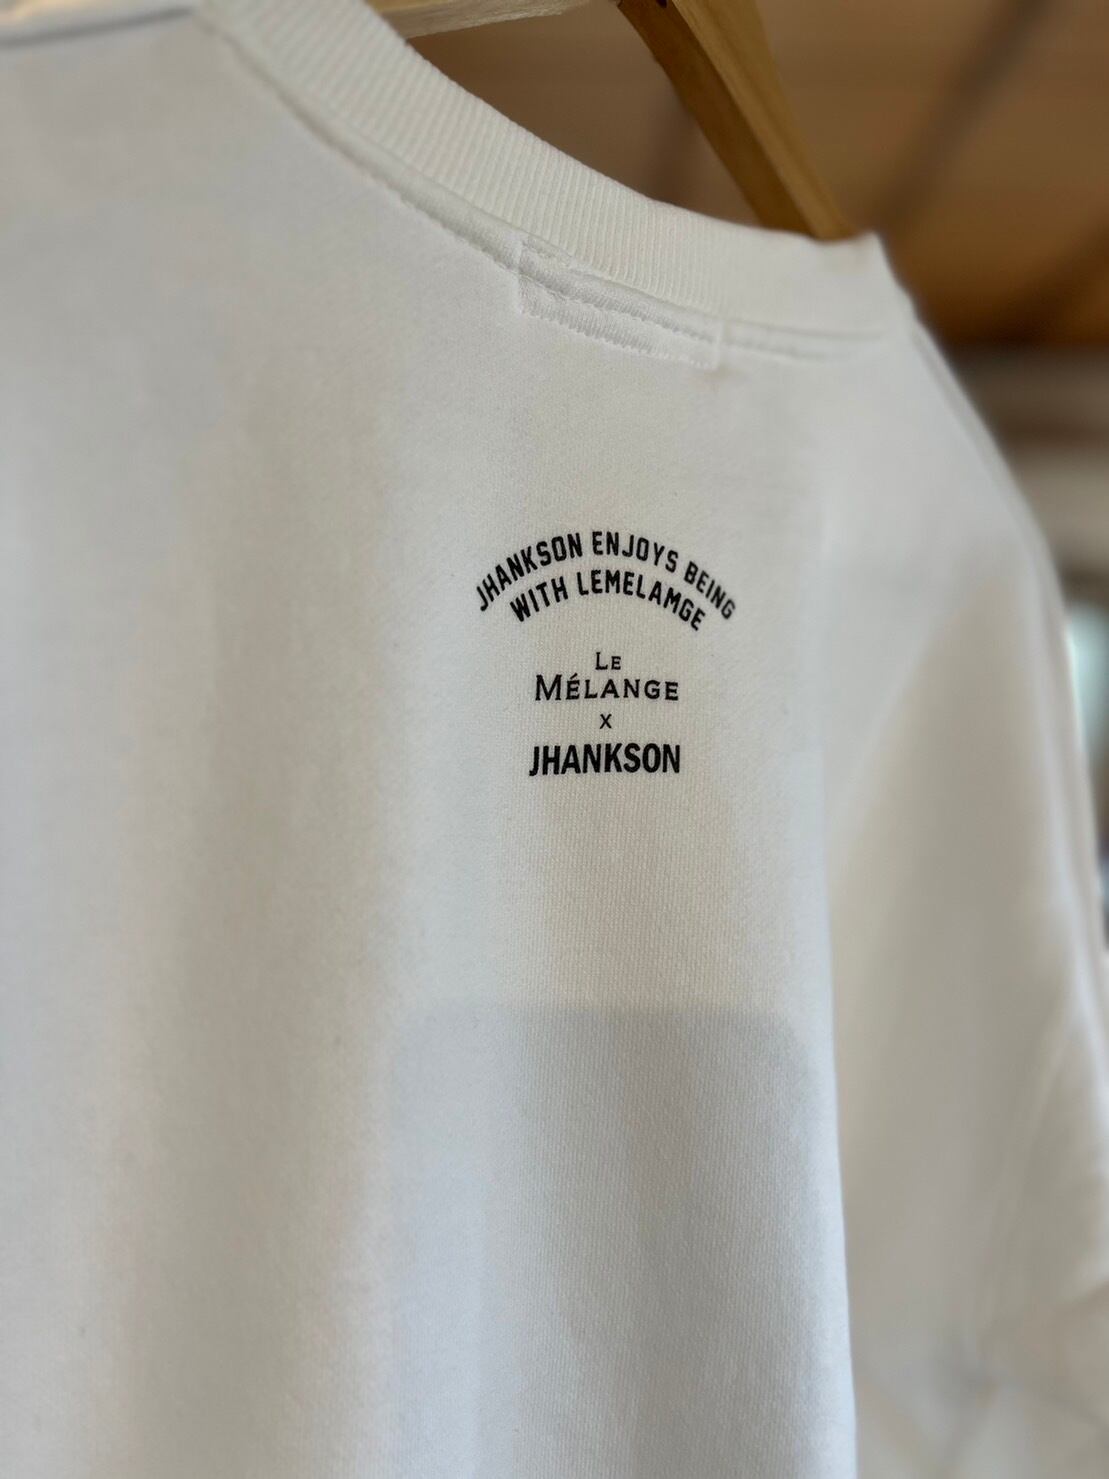 JHANKSON ENJOYS BEING
WITH LEMELAMGE
LE
MÉLANGE
X
JHANKSON